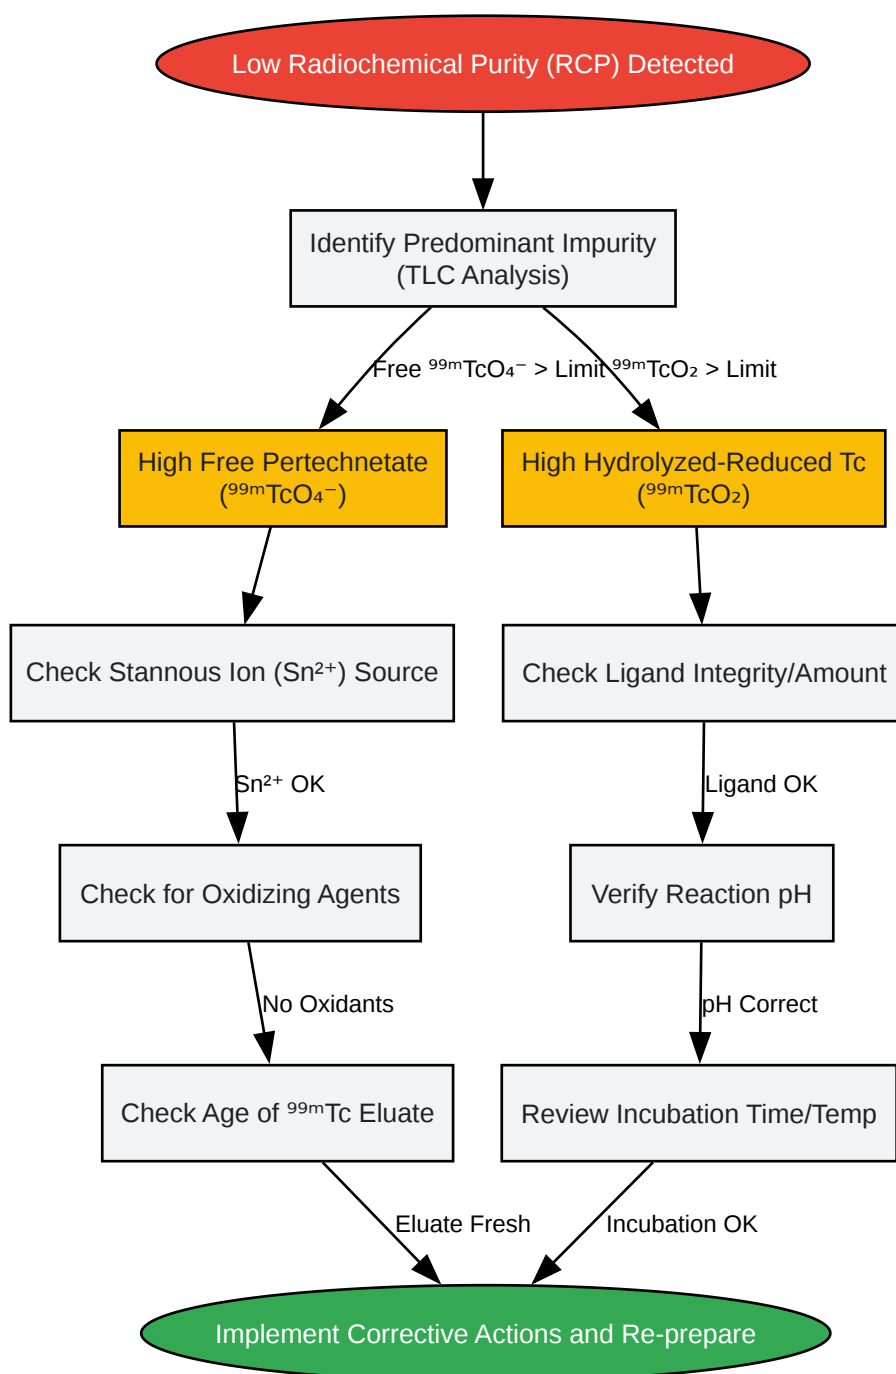 Low Radiochemical Purity (RCP) Detected
Identify Predominant Impurity
(TLC Analysis)
Free ⁹⁹ᵐTcO₄⁻ > Limit
⁹⁹ᵐTcO₂ > Limit
High Free Pertechnetate
(⁹⁹ᵐTcO₄⁻)
High Hydrolyzed-Reduced Tc
(⁹⁹ᵐTcO₂)
Check Stannous Ion (Sn²⁺) Source
Check Ligand Integrity/Amount
Sn²⁺ OK
Ligand OK
Check for Oxidizing Agents
Verify Reaction pH
No Oxidants
pH Correct
Check Age of ⁹⁹ᵐTc Eluate
Review Incubation Time/Temp
Eluate Fresh
Incubation OK
Implement Corrective Actions and Re-prepare